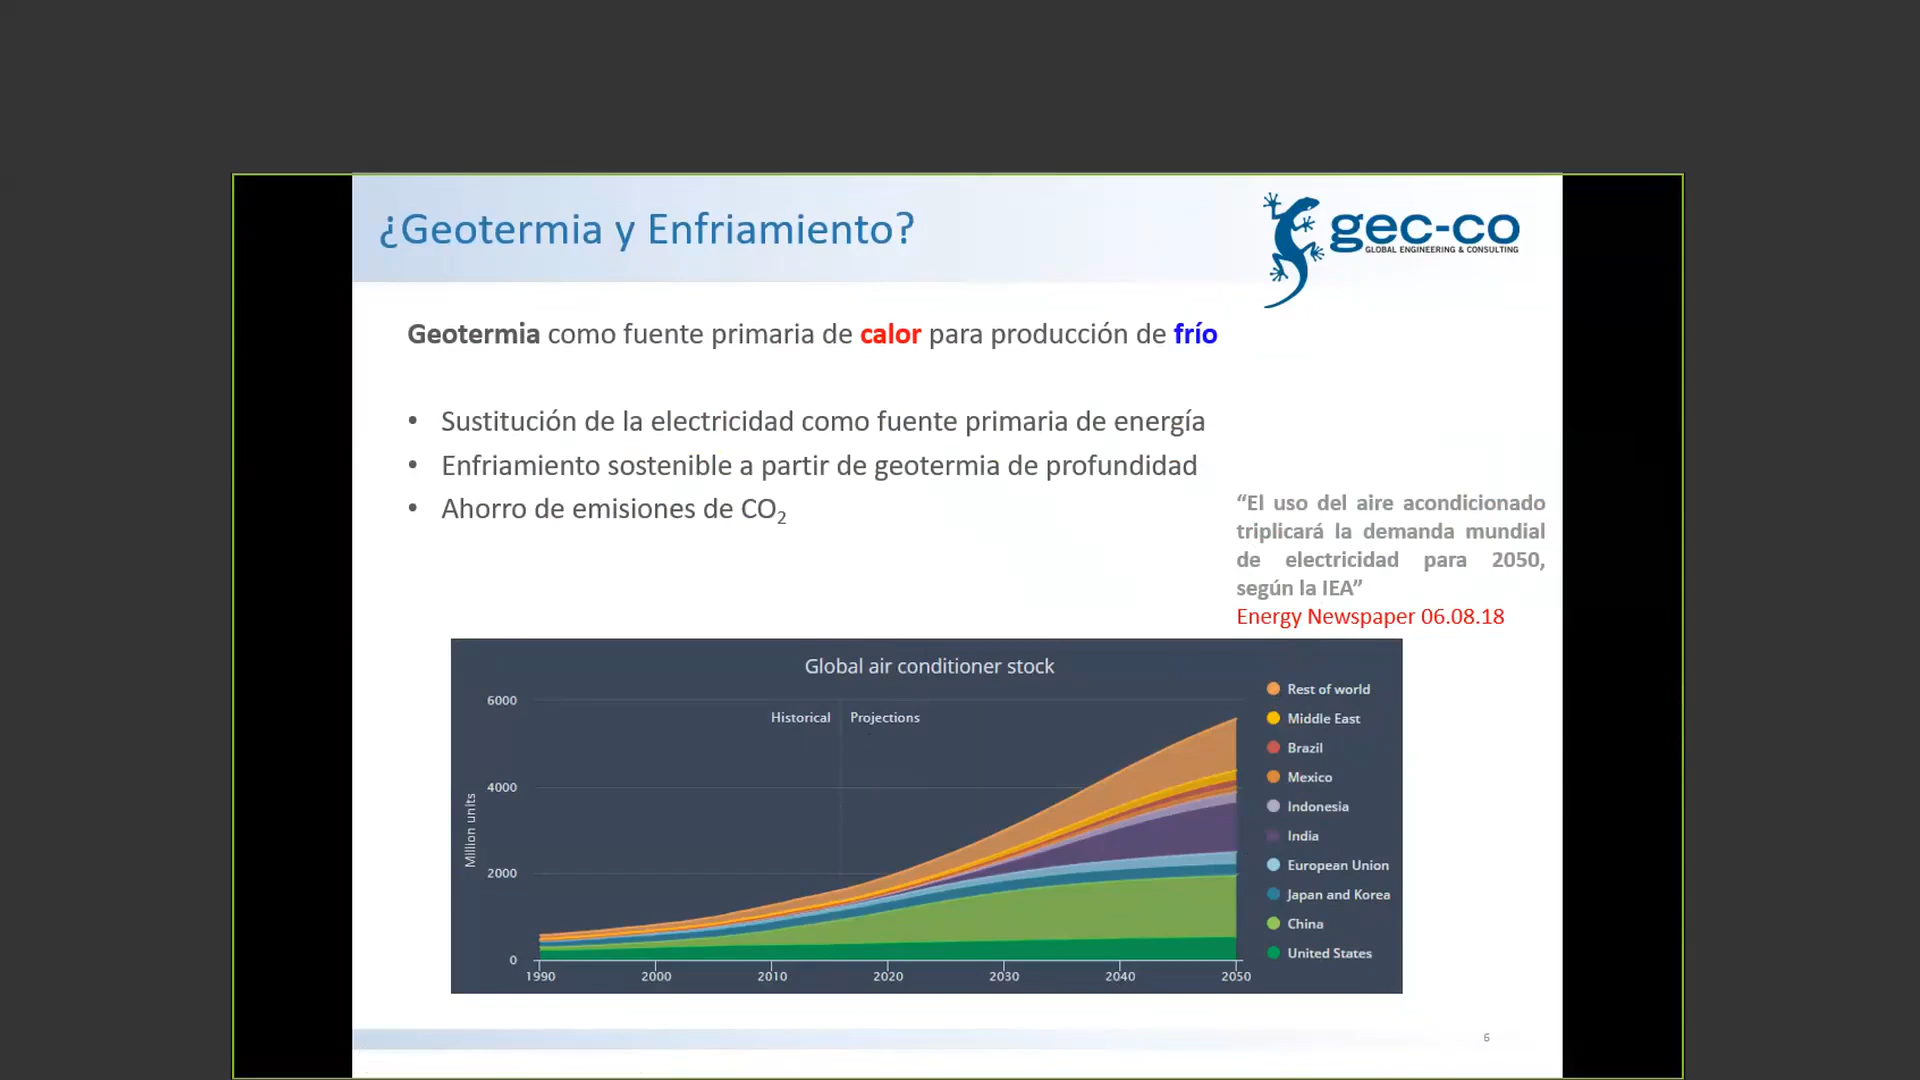 ¿Geotermia y Enfriamiento?
gec-co
GLOBAL ENGINEERING & CONSULTING
Geotermia como fuente primaria de calor para producción de frío
• Sustitución de la electricidad como fuente primaria de energía
• Enfriamiento sostenible a partir de geotermia de profundidad
• Ahorro de emisiones de CO2
“El uso del aire acondicionado
triplicará la demanda mundial
de electricidad para 2050,
según la IEA”
Energy Newspaper 06.08.18
Global air conditioner stock
Million units
6000
4000
2000
0
Historical
Projections
1990
2000
2010
2020
2030
2040
2050
Rest of world
Middle East
Brazil
Mexico
Indonesia
India
European Union
Japan and Korea
China
United States
6